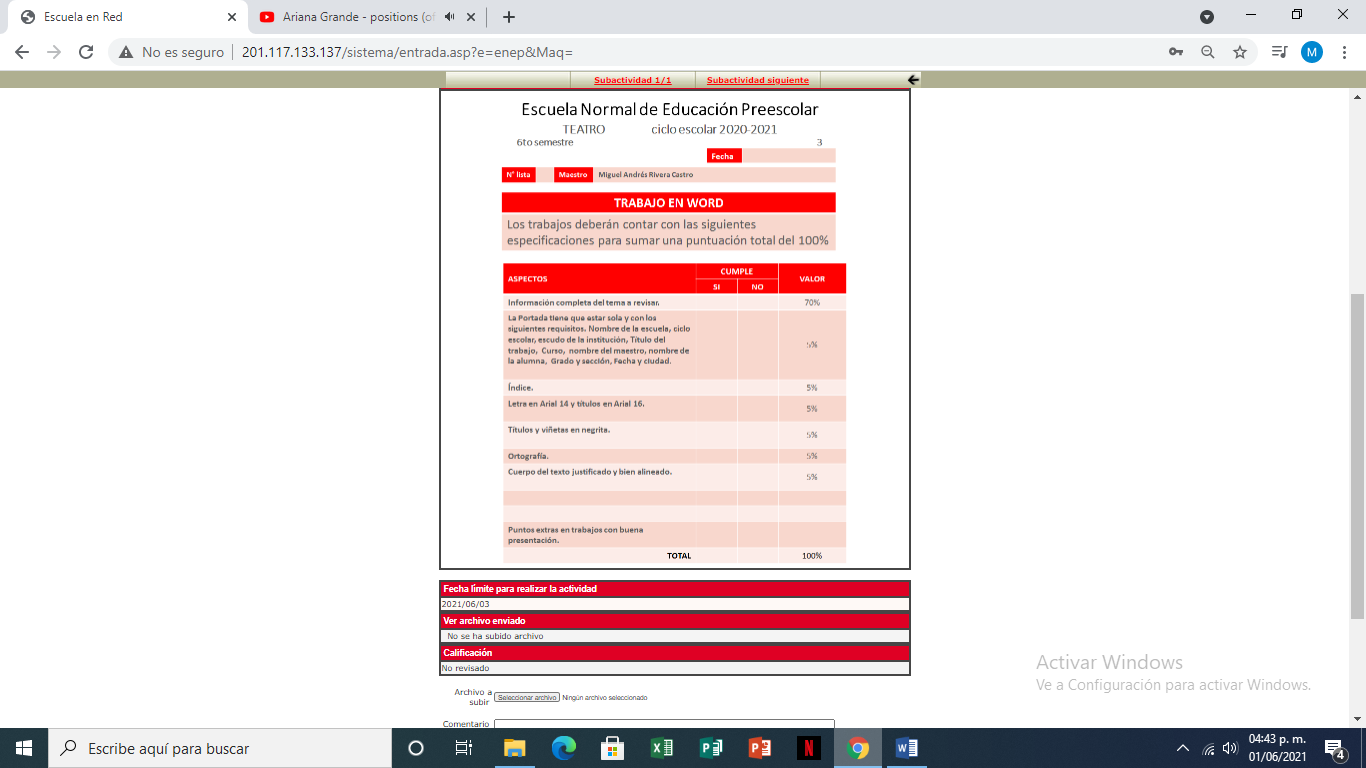 Escuela en Red
Ariana Grande - positions (of
No es seguro
201.117.133.137/sistema/entrada.asp?e=enep&Maq=
M
Subactividad 1/1
Subactividad siguiente
Escuela Normal de Educación Preescolar
TEATRO ciclo escolar 2020-2021
6to semestre 3
Fecha
N° lista Maestro Miguel Andrés Rivera Castro
TRABAJO EN WORD
Los trabajos deberán contar con las siguientes
especificaciones para sumar una puntuación total del 100%
ASPECTOS CUMPLE VALOR
SI NO
Información completa del tema a revisar. 70%
La Portada tiene que estar sola y con los
siguientes requisitos. Nombre de la escuela, ciclo
escolar, escudo de la institución, Título del
trabajo, Curso, nombre del maestro, nombre de
la alumna, Grado y sección, Fecha y ciudad.
5%
Índice. 5%
Letra en Arial 14 y títulos en Arial 16. 5%
Títulos y viñetas en negrita. 5%
Ortografía. 5%
Cuerpo del texto justificado y bien alineado. 5%
Puntos extras en trabajos con buena
presentación.
TOTAL 100%
Fecha límite para realizar la actividad
2021/06/03
Ver archivo enviado
No se ha subido archivo
Calificación
No revisado
Archivo a
subir
Seleccionar archivo Ningún archivo seleccionado
Comentario
Activar Windows
Ve a Configuración para activar Windows.
Escribe aquí para buscar
04:43 p. m.
01/06/2021
4